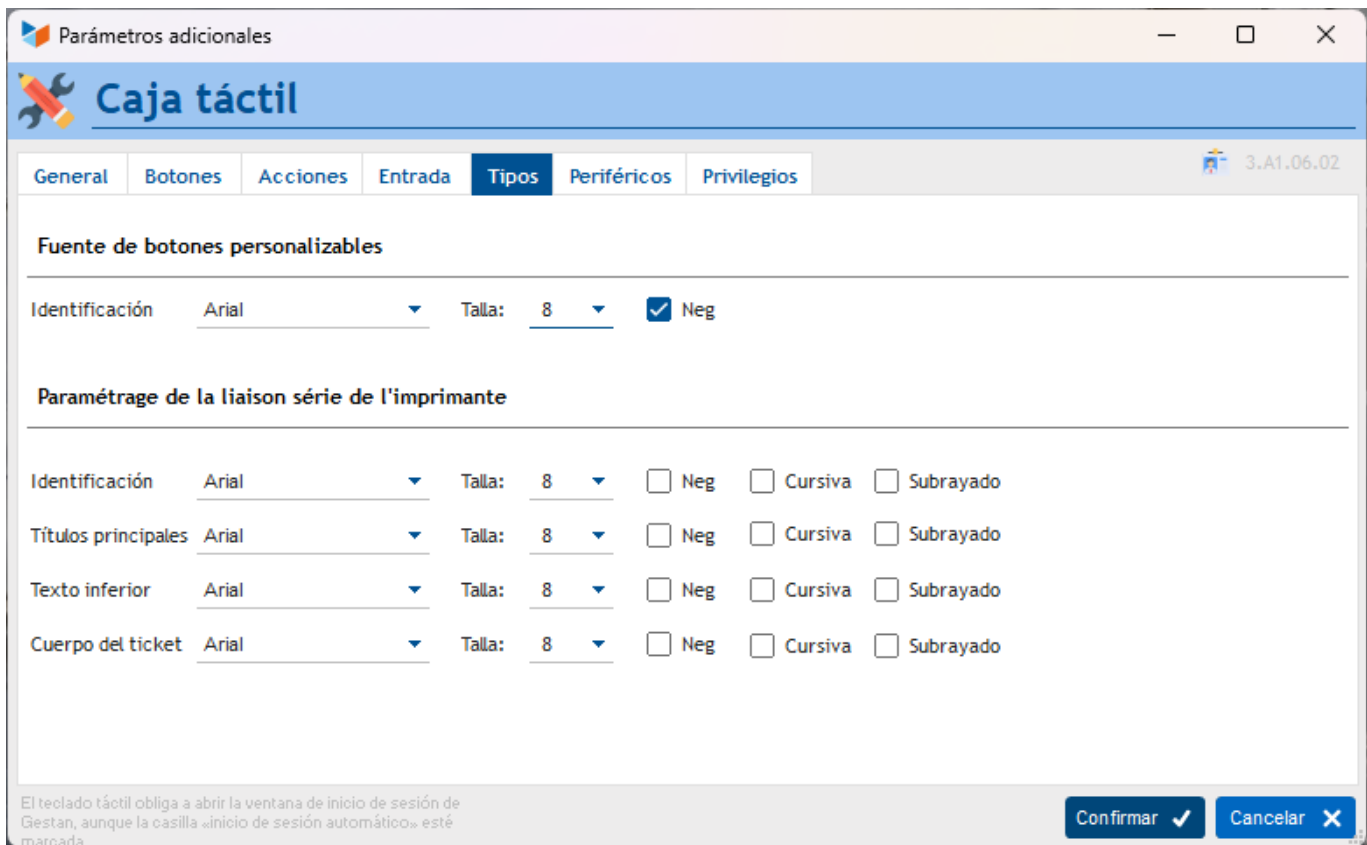 Parámetros adicionales
Caja táctil
General Botones Acciones Entrada Tipos Periféricos Privilegios 3.A1.06.02
Fuente de botones personalizables
Identificación Arial Talla: 8 Neg
Paramétrage de la liaison série de l'imprimante
Identificación Arial Talla: 8 Neg Cursiva Subrayado
Títulos principales Arial Talla: 8 Neg Cursiva Subrayado
Texto inferior Arial Talla: 8 Neg Cursiva Subrayado
Cuerpo del ticket Arial Talla: 8 Neg Cursiva Subrayado
El teclado táctil obliga a abrir la ventana de inicio de sesión de
Gestan, aunque la casilla «inicio de sesión automático» esté
marcada
Confirmar Cancelar